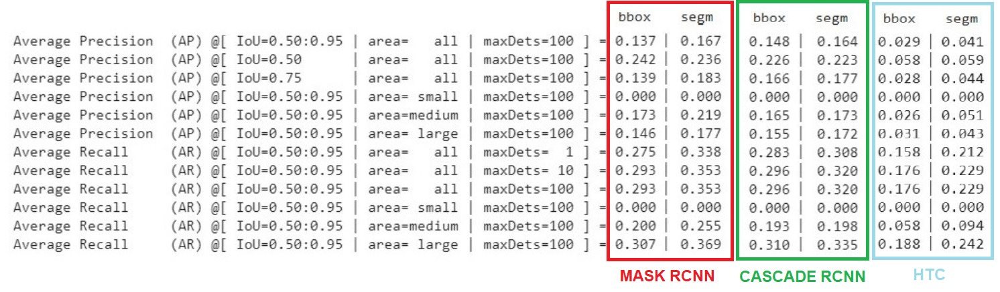 bbox segm bbox segm bbox segm
Average Precision (AP) @[ IoU=0.50:0.95 | area= all | maxDets=100 ] = 0.137 | 0.167 0.148 | 0.164 0.029 | 0.041
Average Precision (AP) @[ IoU=0.50 | area= all | maxDets=100 ] = 0.242 | 0.236 0.226 | 0.223 0.058 | 0.059
Average Precision (AP) @[ IoU=0.75 | area= all | maxDets=100 ] = 0.139 | 0.183 0.166 | 0.177 0.028 | 0.044
Average Precision (AP) @[ IoU=0.50:0.95 | area= small | maxDets=100 ] = 0.000 | 0.000 0.000 | 0.000 0.000 | 0.000
Average Precision (AP) @[ IoU=0.50:0.95 | area=medium | maxDets=100 ] = 0.173 | 0.219 0.165 | 0.173 0.026 | 0.051
Average Precision (AP) @[ IoU=0.50:0.95 | area= large | maxDets=100 ] = 0.146 | 0.177 0.155 | 0.172 0.031 | 0.043
Average Recall (AR) @[ IoU=0.50:0.95 | area= all | maxDets= 1 ] = 0.275 | 0.338 0.283 | 0.308 0.158 | 0.212
Average Recall (AR) @[ IoU=0.50:0.95 | area= all | maxDets= 10 ] = 0.293 | 0.353 0.296 | 0.320 0.176 | 0.229
Average Recall (AR) @[ IoU=0.50:0.95 | area= all | maxDets=100 ] = 0.293 | 0.353 0.296 | 0.320 0.176 | 0.229
Average Recall (AR) @[ IoU=0.50:0.95 | area= small | maxDets=100 ] = 0.000 | 0.000 0.000 | 0.000 0.000 | 0.000
Average Recall (AR) @[ IoU=0.50:0.95 | area=medium | maxDets=100 ] = 0.200 | 0.255 0.193 | 0.198 0.058 | 0.094
Average Recall (AR) @[ IoU=0.50:0.95 | area= large | maxDets=100 ] = 0.307 | 0.369 0.310 | 0.335 0.188 | 0.242
MASK RCNN CASCADE RCNN HTC